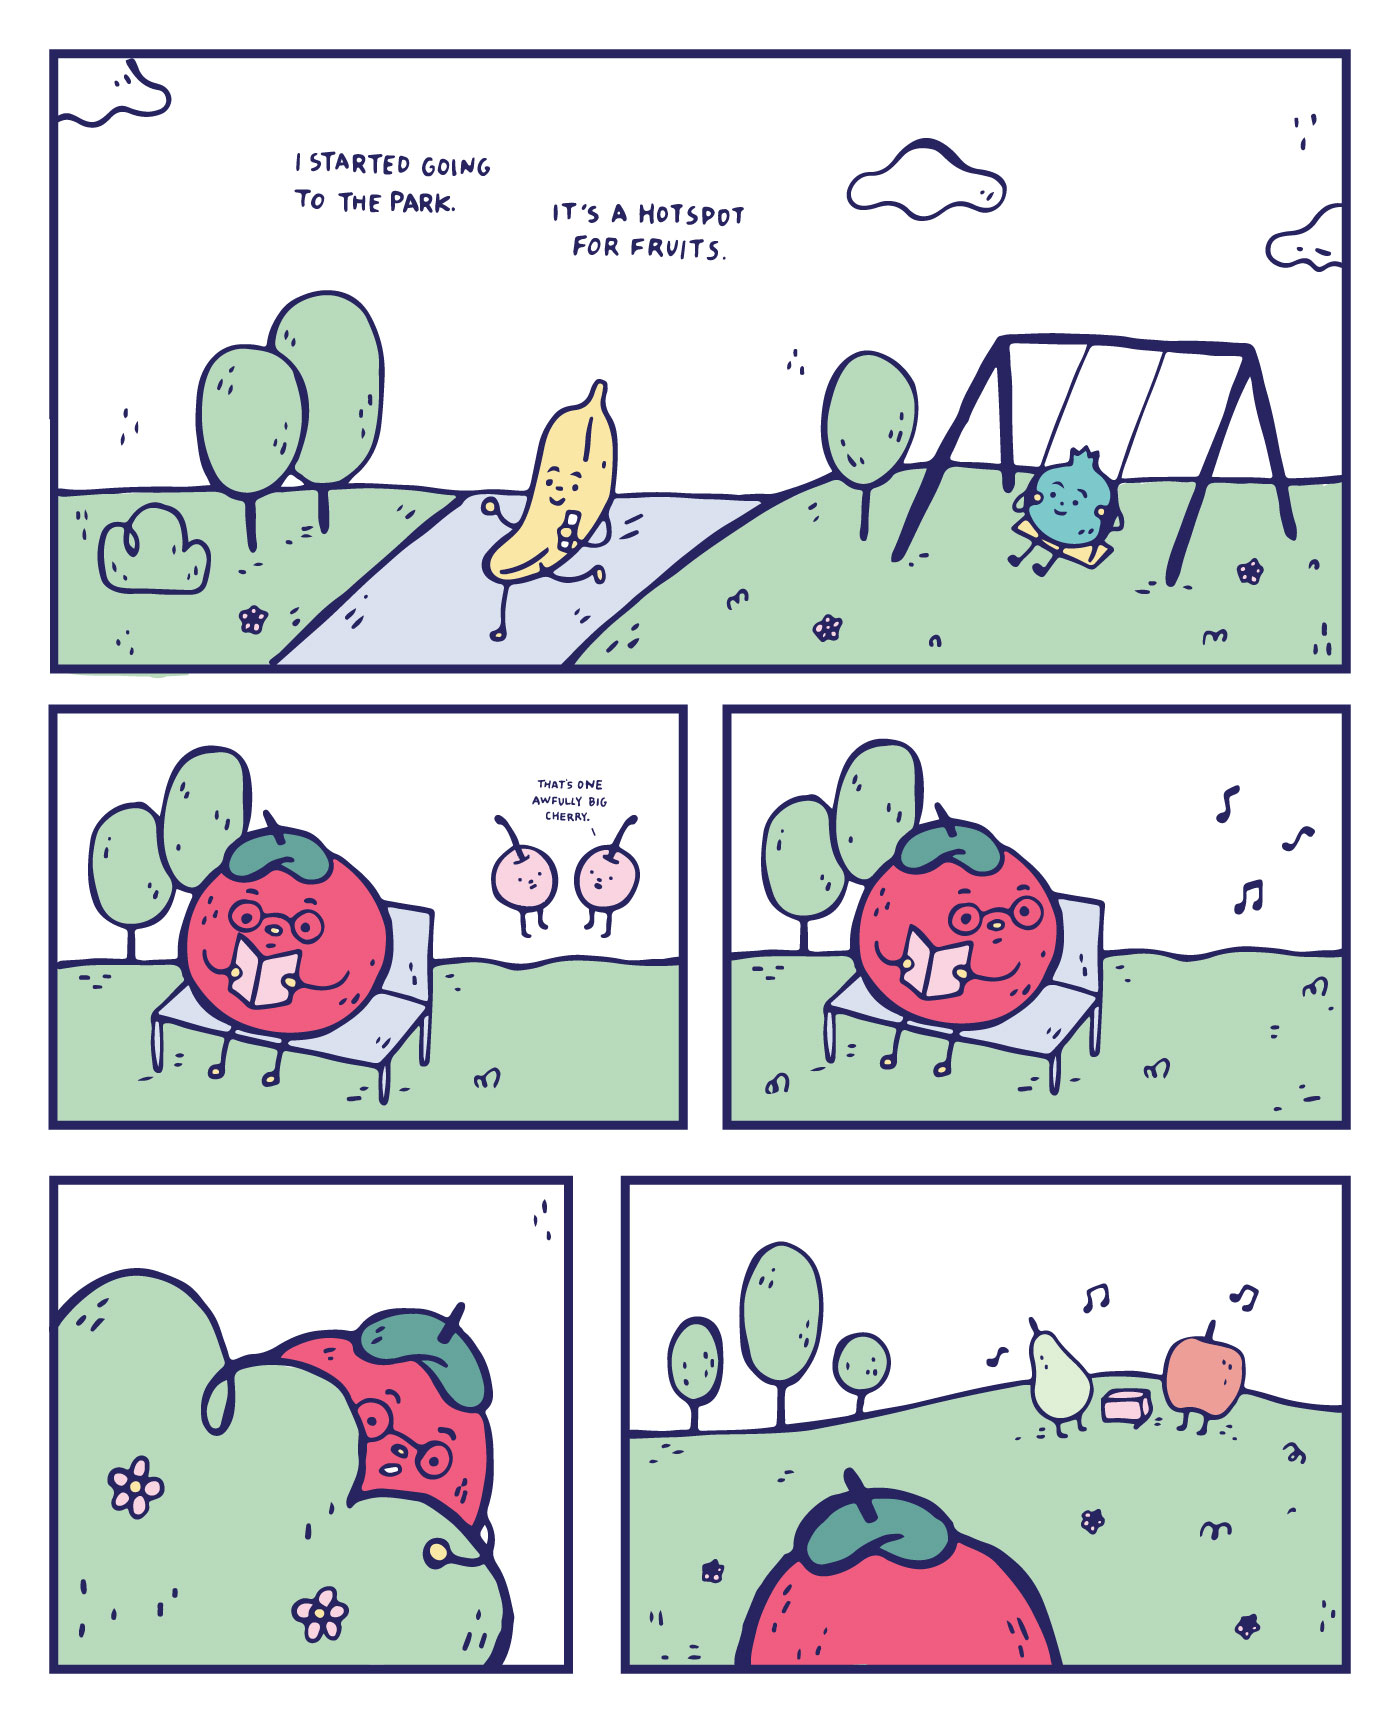 I STARTED GOING
TO THE PARK.
IT'S A HOTSPOT
FOR FRUITS.
THAT'S ONE
AWFULLY BIG
CHERRY.